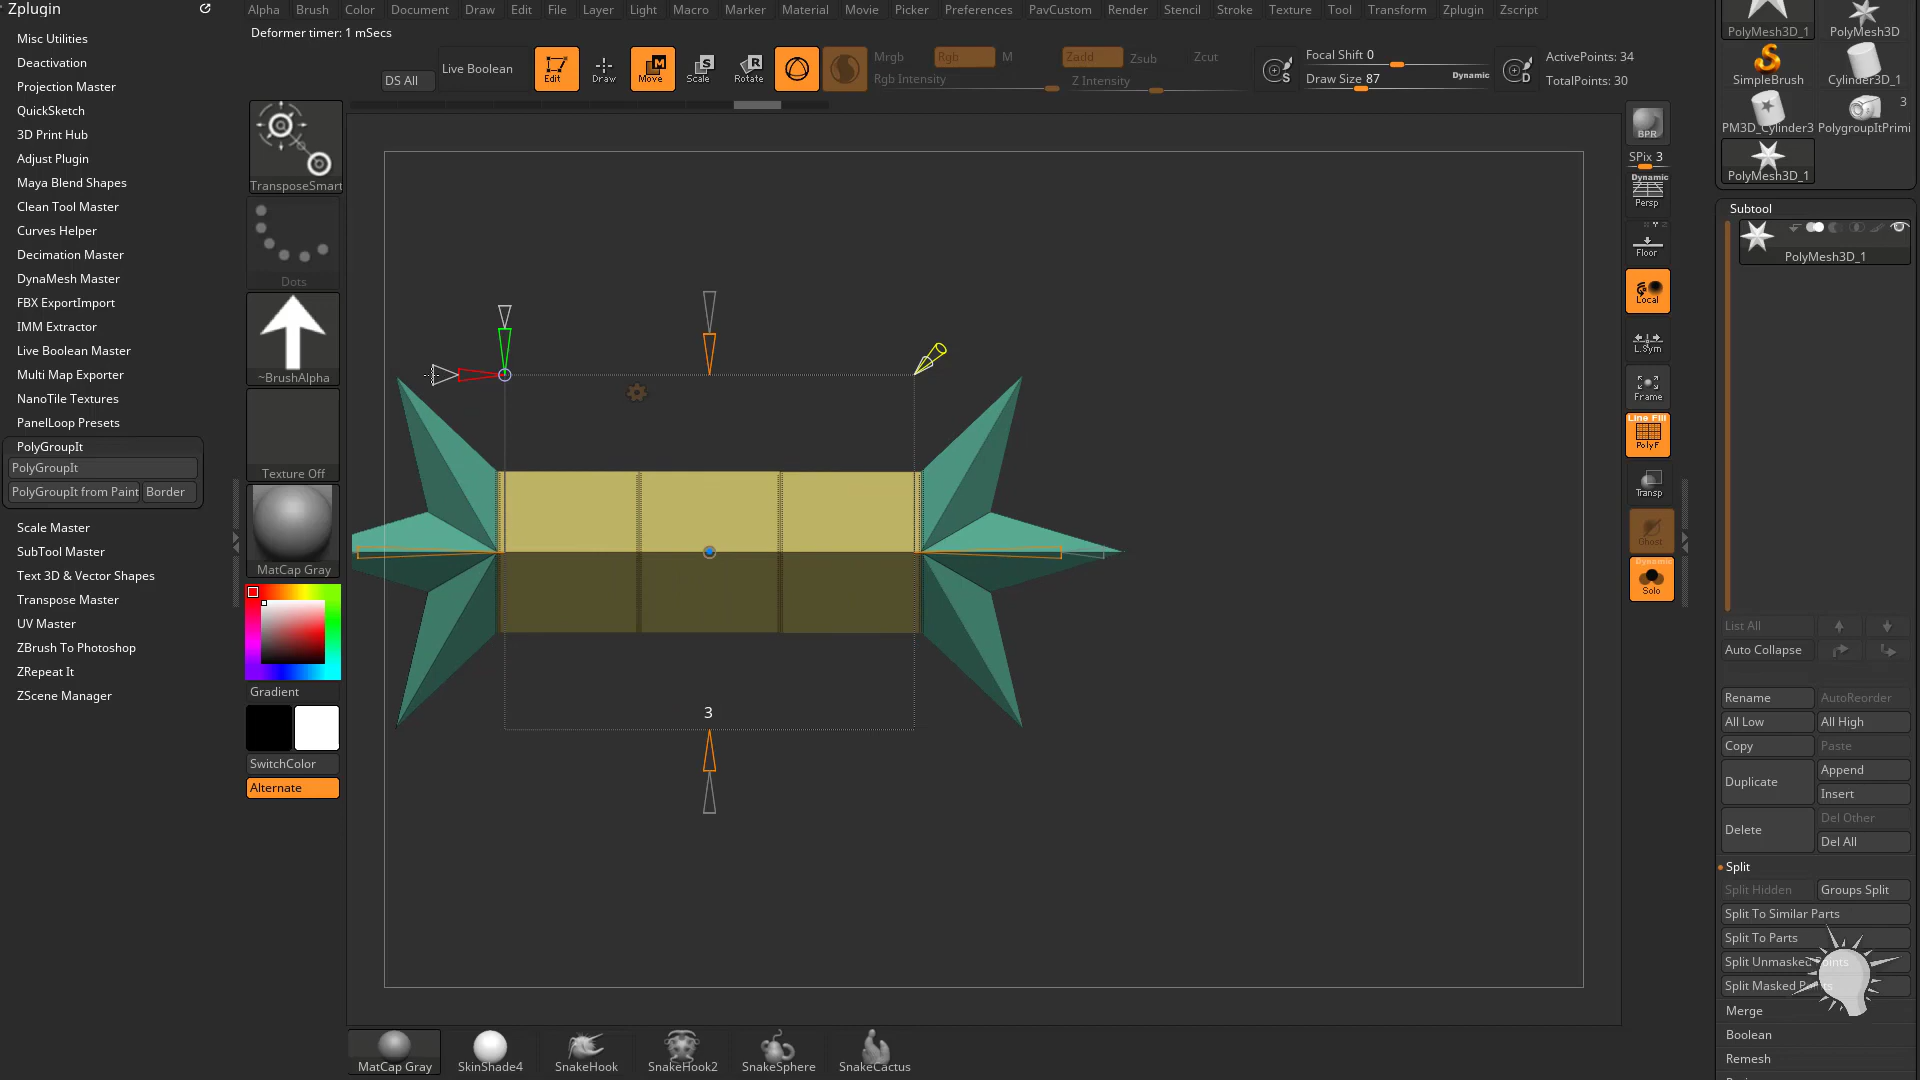 Zplugin
Alpha Brush Color Document Draw Edit File Layer Light Macro Marker Material Movie Picker Preferences PavCustom Render Stencil Stroke Texture Tool Transform Zplugin Zscript
Deformer timer: 1 mSecs
DS All
Live Boolean
Edit
Draw
Move
Scale
Rotate
Mrgb
Rgb
M
Rgb Intensity
Zadd
Zsub
Zcut
Z Intensity
Focal Shift 0
Draw Size 87
Dynamic
ActivePoints: 34
TotalPoints: 30
Misc Utilities
Deactivation
Projection Master
QuickSketch
3D Print Hub
Adjust Plugin
Maya Blend Shapes
Clean Tool Master
Curves Helper
Decimation Master
DynaMesh Master
FBX ExportImport
IMM Extractor
Live Boolean Master
Multi Map Exporter
NanoTile Textures
PanelLoop Presets
PolyGroupIt
PolyGroupIt
PolyGroupIt from Paint
Border
Scale Master
SubTool Master
Text 3D & Vector Shapes
Transpose Master
UV Master
ZBrush To Photoshop
ZRepeat It
ZScene Manager
TransposeSmart
Dots
~BrushAlpha
Texture Off
MatCap Gray
Gradient
SwitchColor
Alternate
3
MatCap Gray
SkinShade4
SnakeHook
SnakeHook2
SnakeSphere
SnakeCactus
BPR
SPix 3
Dynamic
Persp
Floor
Local
L.Sym
Frame
Line Fill
PolyF
Transp
Ghost
Dynamic
Solo
PolyMesh3D_1
PolyMesh3D
SimpleBrush
Cylinder3D_1
3
PM3D_Cylinder3
PolygroupItPrimi
PolyMesh3D_1
Subtool
PolyMesh3D_1
List All
Auto Collapse
Rename
AutoReorder
All Low
All High
Copy
Paste
Duplicate
Append
Insert
Delete
Del Other
Del All
Split
Split Hidden
Groups Split
Split To Similar Parts
Split To Parts
Split Unmasked Points
Split Masked
Merge
Boolean
Remesh